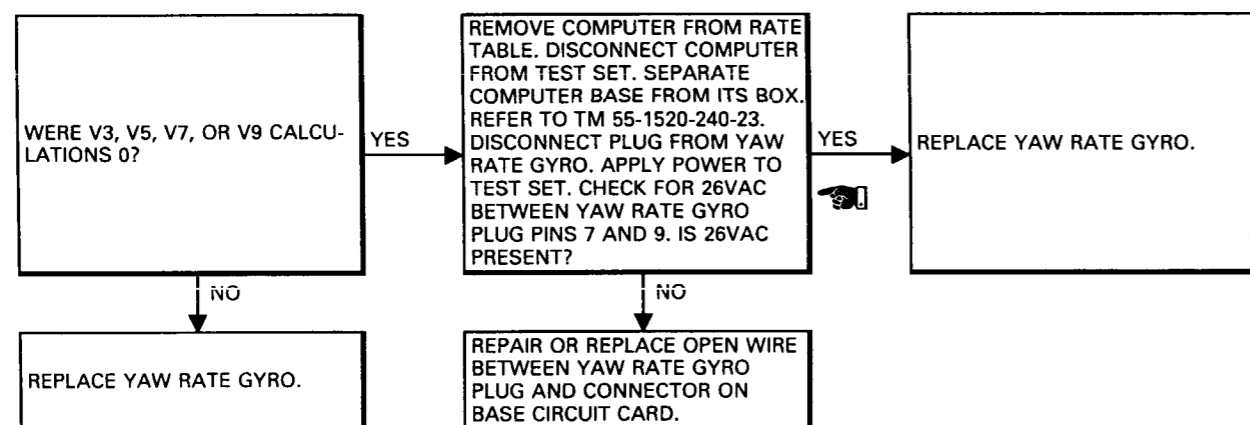 WERE V3, V5, V7, OR V9 CALCU-
LATIONS 0?
YES
REMOVE COMPUTER FROM RATE
TABLE. DISCONNECT COMPUTER
FROM TEST SET. SEPARATE
COMPUTER BASE FROM ITS BOX.
REFER TO TM 55-1520-240-23.
DISCONNECT PLUG FROM YAW
RATE GYRO. APPLY POWER TO
TEST SET. CHECK FOR 26VAC
BETWEEN YAW RATE GYRO
PLUG PINS 7 AND 9. IS 26VAC
PRESENT?
YES
REPLACE YAW RATE GYRO.
NO
REPLACE YAW RATE GYRO.
NO
REPAIR OR REPLACE OPEN WIRE
BETWEEN YAW RATE GYRO
PLUG AND CONNECTOR ON
BASE CIRCUIT CARD.